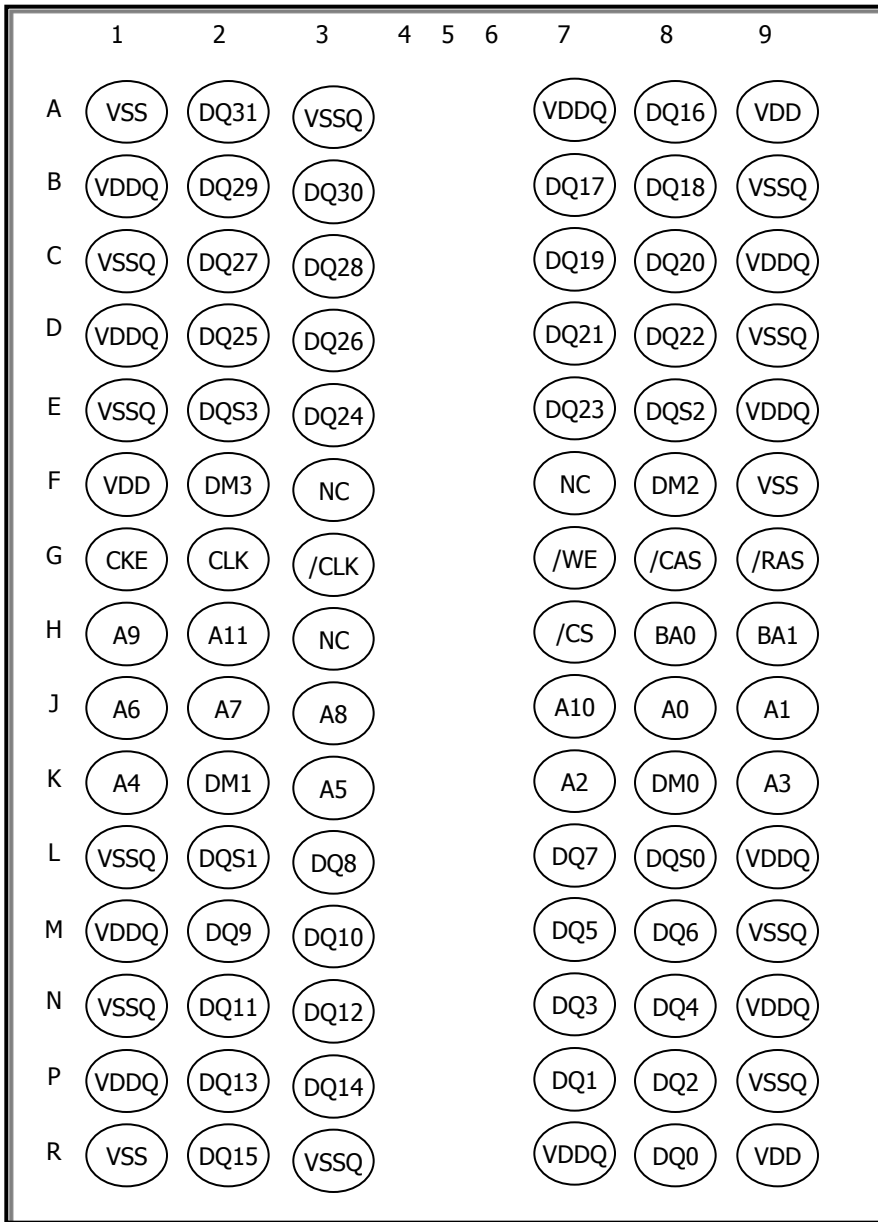 1 2 3 4 5 6 7 8 9
A VSS DQ31 VSSQ VDDQ DQ16 VDD
B VDDQ DQ29 DQ30 DQ17 DQ18 VSSQ
C VSSQ DQ27 DQ28 DQ19 DQ20 VDDQ
D VDDQ DQ25 DQ26 DQ21 DQ22 VSSQ
E VSSQ DQS3 DQ24 DQ23 DQS2 VDDQ
F VDD DM3 NC NC DM2 VSS
G CKE CLK /CLK /WE /CAS /RAS
H A9 A11 NC /CS BA0 BA1
J A6 A7 A8 A10 A0 A1
K A4 DM1 A5 A2 DM0 A3
L VSSQ DQS1 DQ8 DQ7 DQS0 VDDQ
M VDDQ DQ9 DQ10 DQ5 DQ6 VSSQ
N VSSQ DQ11 DQ12 DQ3 DQ4 VDDQ
P VDDQ DQ13 DQ14 DQ1 DQ2 VSSQ
R VSS DQ15 VSSQ VDDQ DQ0 VDD